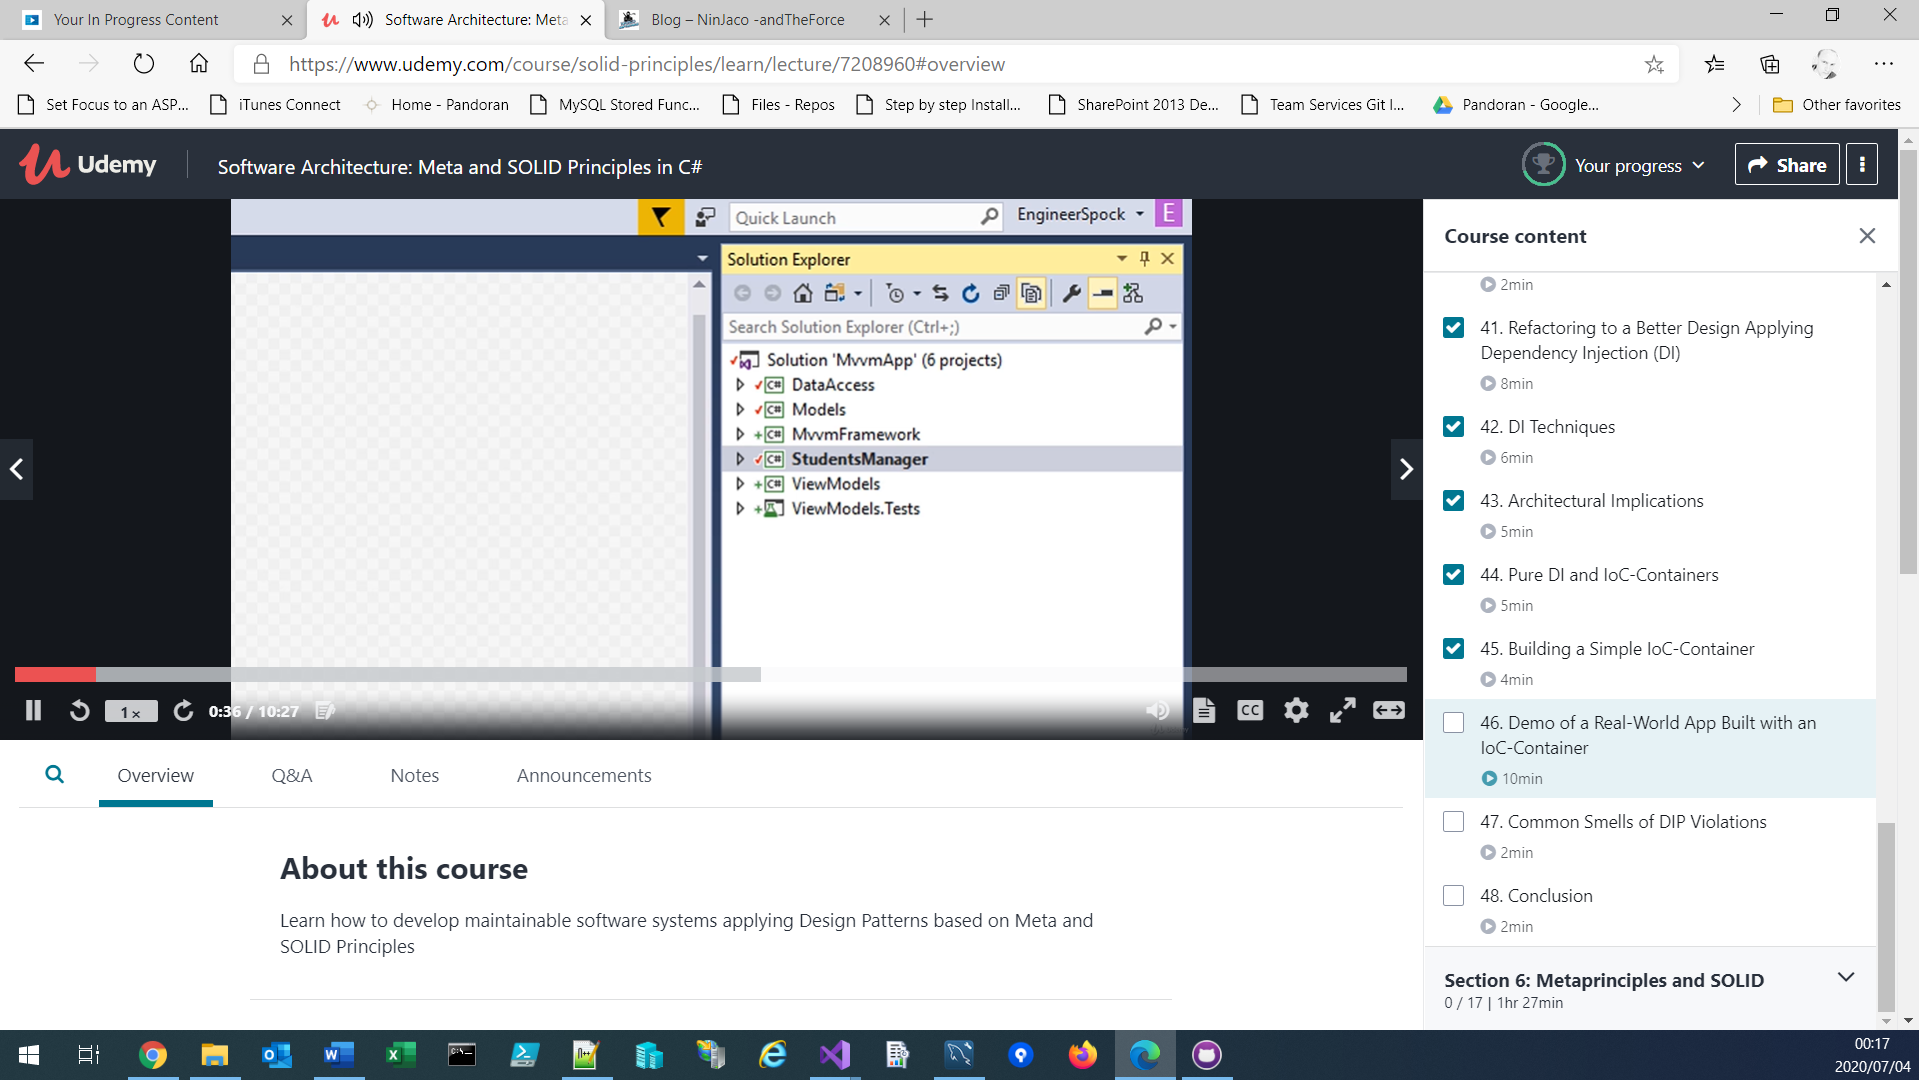 Your In Progress Content
Software Architecture: Meta
Blog – NinJaco -andTheForce
https://www.udemy.com/course/solid-principles/learn/lecture/7208960#overview
Set Focus to an ASP...
iTunes Connect
Home - Pandoran
MySQL Stored Func...
Files - Repos
Step by step Install...
SharePoint 2013 De...
Team Services Git I...
Pandoran - Google...
Other favorites
Udemy
Software Architecture: Meta and SOLID Principles in C#
Your progress
Share
Quick Launch
EngineerSpock
E
Solution Explorer
Search Solution Explorer (Ctrl+;)
Solution 'MvvmApp' (6 projects)
C# DataAccess
C# Models
C# MvvmFramework
C# StudentsManager
C# ViewModels
ViewModels.Tests
1x
0:36 / 10:27
CC
Overview
Q&A
Notes
Announcements
About this course
Learn how to develop maintainable software systems applying Design Patterns based on Meta and
SOLID Principles
Course content
2min
41. Refactoring to a Better Design Applying
Dependency Injection (DI)
8min
42. DI Techniques
6min
43. Architectural Implications
5min
44. Pure DI and IoC-Containers
5min
45. Building a Simple IoC-Container
4min
46. Demo of a Real-World App Built with an
IoC-Container
10min
47. Common Smells of DIP Violations
2min
48. Conclusion
2min
Section 6: Metaprinciples and SOLID
0 / 17 | 1hr 27min
00:17
2020/07/04